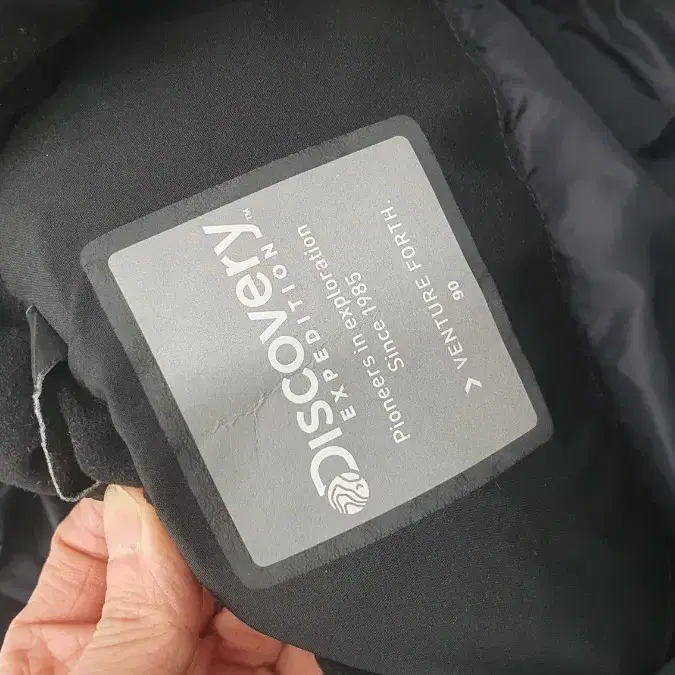 DISCOVERY™
EXPEDITION
Pioneers in exploration
Since 1985
VENTURE FORTH.
90